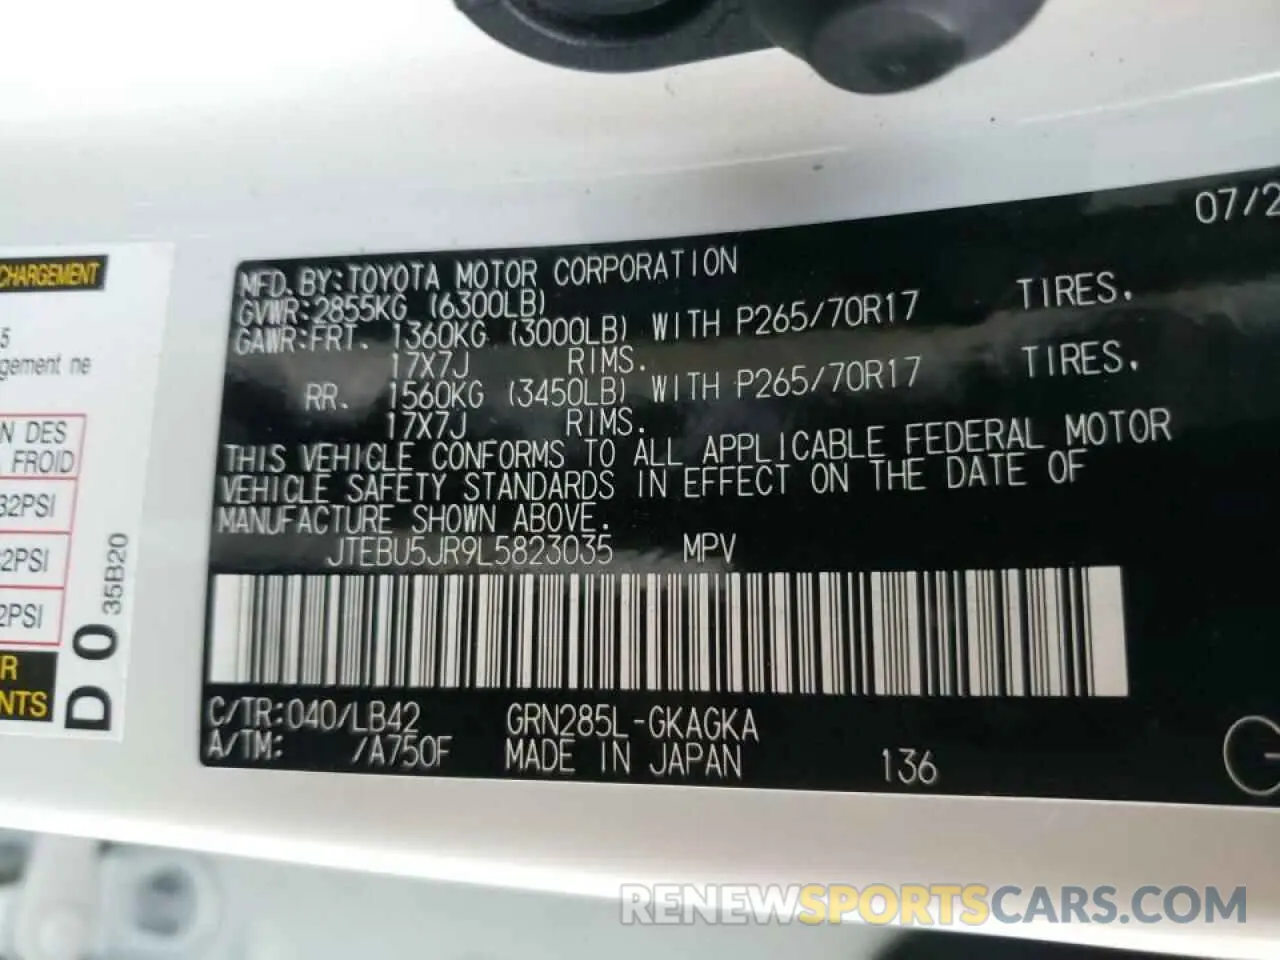 07/2
MFD.BY:TOYOTA MOTOR CORPORATION
GVWR:2855KG (6300LB)
GAWR:FRT. 1360KG (3000LB) WITH P265/70R17 TIRES.
17X7J RIMS.
RR. 1560KG (3450LB) WITH P265/70R17 TIRES.
17X7J RIMS.
THIS VEHICLE CONFORMS TO ALL APPLICABLE FEDERAL MOTOR
VEHICLE SAFETY STANDARDS IN EFFECT ON THE DATE OF
MANUFACTURE SHOWN ABOVE.
JTEBU5JR9L5823035 MPV
C/TR:040/LB42 GRN285L-GKAGKA
A/TM: /A750F MADE IN JAPAN 136
CHARGEMENT
5
gement ne
N DES
FROID
32PSI
2PSI
2PSI
R
NTS
D 0 35B20
RENEWSPORTSCARS.COM